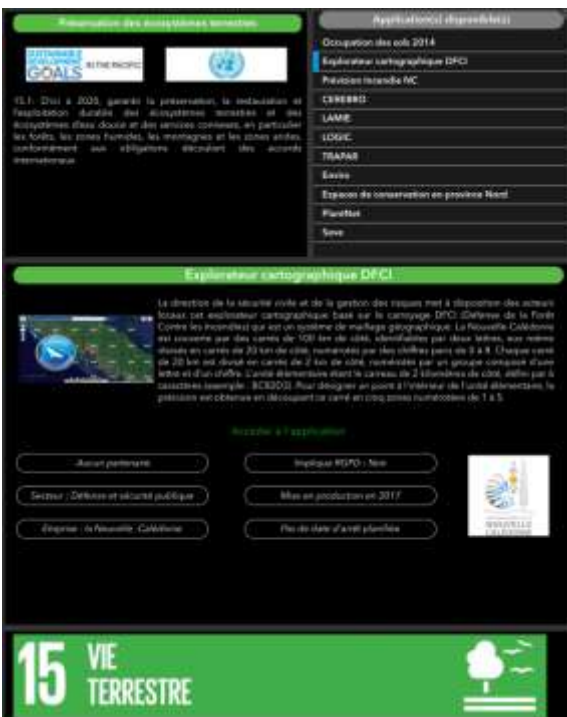 Préservation des écosystèmes terrestres
SUSTAINABLE
DEVELOPMENT
GOALS
IN THE PACIFIC
15.1- D'ici à 2020, garantir la préservation, la restauration et
l'exploitation durable des écosystèmes terrestres et des
écosystèmes d'eau douce et des services connexes, en particulier
les forêts, les zones humides, les montagnes et les zones arides,
conformément aux obligations découlant des accords
internationaux
Application(s) disponible(s)
Occupation des sols 2014
Explorateur cartographique DFCI
Prévision Incendie NC
CEREBRO
LAMIE
LOGIC
TRAPAR
Enviro
Espaces de conservation en province Nord
PlantNet
Seve
Explorateur cartographique DFCI
La direction de la sécurité civile et de la gestion des risques met à disposition des acteurs
locaux cet explorateur cartographique basé sur le carroyage DFCI (Défense de la Forêt
Contre les Incendies) qui est un système de maillage géographique. La Nouvelle-Calédonie
est couverte par des carrés de 100 km de côté, identifiables par deux lettres, eux même
divisés en carrés de 20 km de côté, numérotés par des chiffres pairs de 0 à 8. Chaque carré
de 20 km est divisé en carrés de 2 km de côté, numérotés par un groupe composé d'une
lettre et d'un chiffre. L'unité élémentaire étant le carreau de 2 kilomètres de côté, défini par 6
caractères (exemple : ). Pour désigner un point à l'intérieur de l'unité élémentaire, la
précision est obtenue en découpant ce carré en cinq zones numérotées de 1 à 5.
Accéder à l'application
Aucun partenaire
Implique RGPD : Non
Secteur : Défense et sécurité publique
Mise en production en 2017
Emprise : la Nouvelle-Calédonie
Pas de date d'arrêt planifiée
NOUVELLE
CALÉDONIE
15 VIE
TERRESTRE